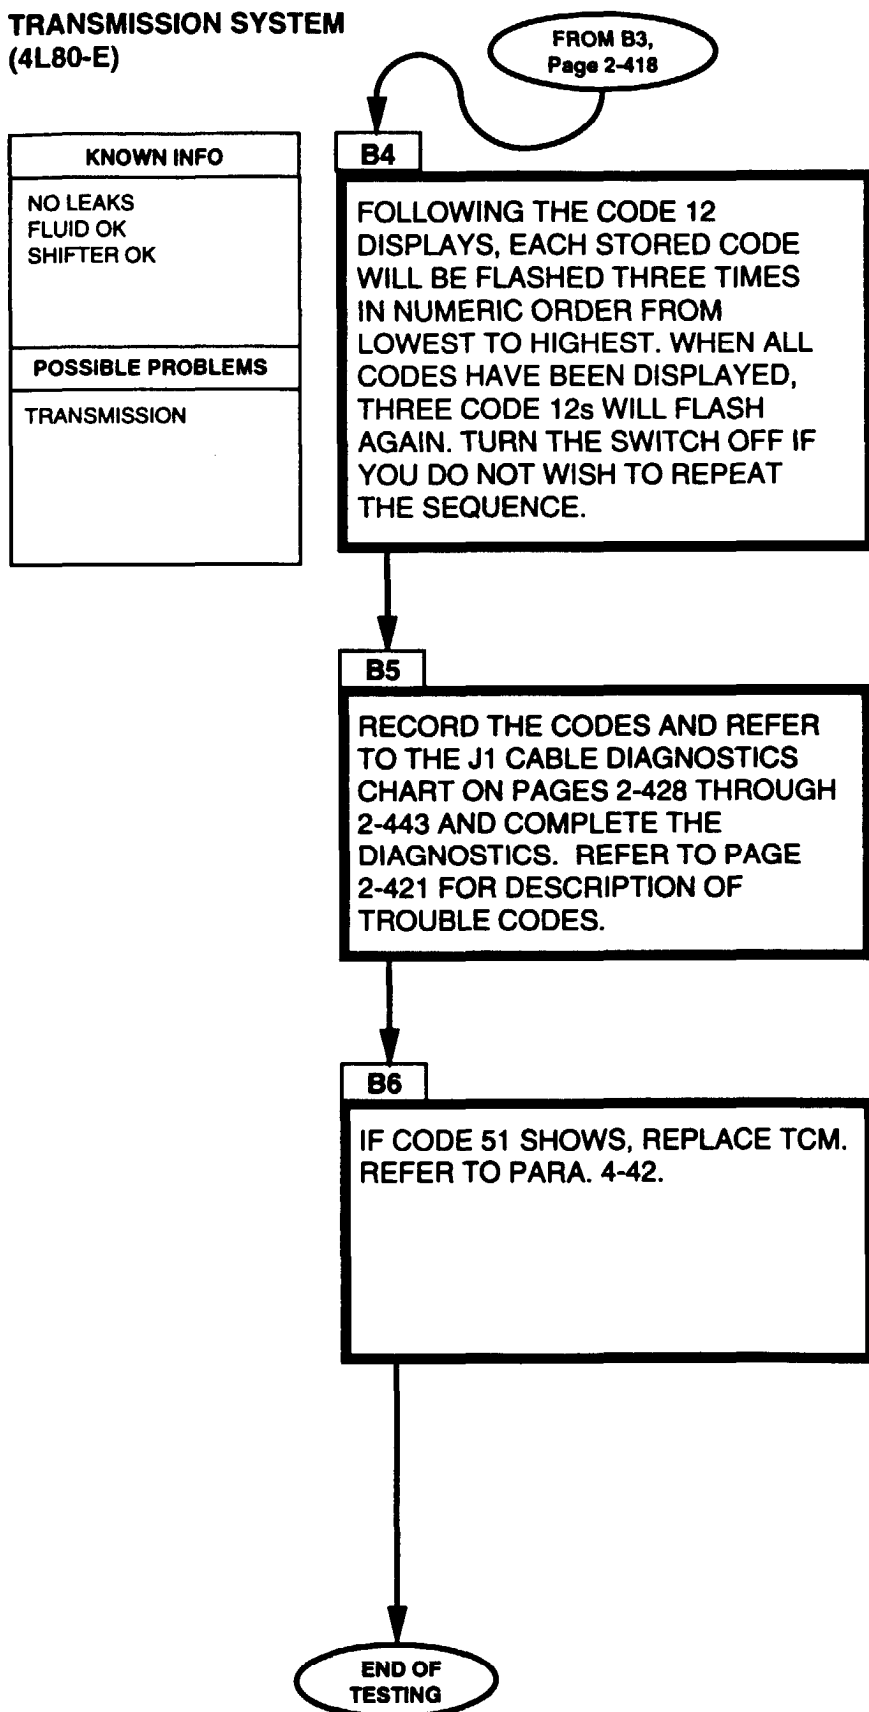 TRANSMISSION SYSTEM
(4L80-E)
FROM B3,
Page 2-418
KNOWN INFO
NO LEAKS
FLUID OK
SHIFTER OK
POSSIBLE PROBLEMS
TRANSMISSION
B4
FOLLOWING THE CODE 12
DISPLAYS, EACH STORED CODE
WILL BE FLASHED THREE TIMES
IN NUMERIC ORDER FROM
LOWEST TO HIGHEST. WHEN ALL
CODES HAVE BEEN DISPLAYED,
THREE CODE 12s WILL FLASH
AGAIN. TURN THE SWITCH OFF IF
YOU DO NOT WISH TO REPEAT
THE SEQUENCE.
B5
RECORD THE CODES AND REFER
TO THE J1 CABLE DIAGNOSTICS
CHART ON PAGES 2-428 THROUGH
2-443 AND COMPLETE THE
DIAGNOSTICS. REFER TO PAGE
2-421 FOR DESCRIPTION OF
TROUBLE CODES.
B6
IF CODE 51 SHOWS, REPLACE TCM.
REFER TO PARA. 4-42.
END OF
TESTING